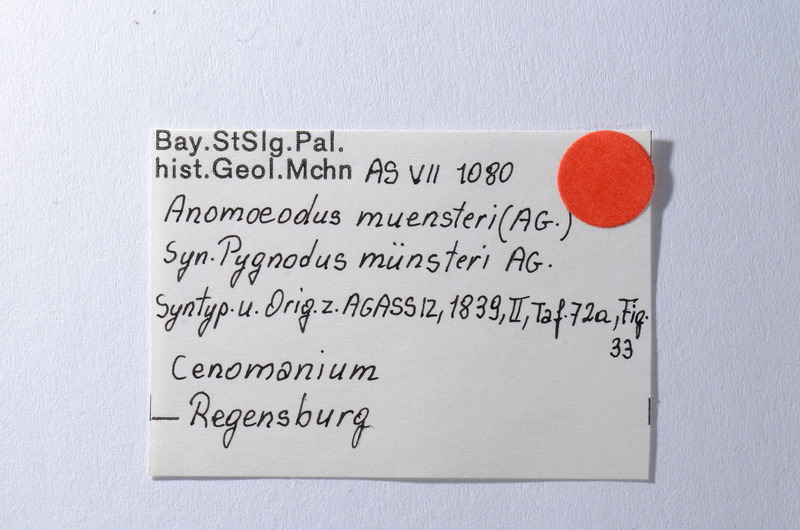 Bay.StSlg.Pal.
hist.Geol.Mchn AS VII 1080
Anomoeodus muensteri (AG.)
Syn. Pygnodus münsteri AG.
Syntyp. u. Orig. z. AGASSIZ, 1839, II, Taf. 72a, Fig.
33
Cenomanium
— Regensburg